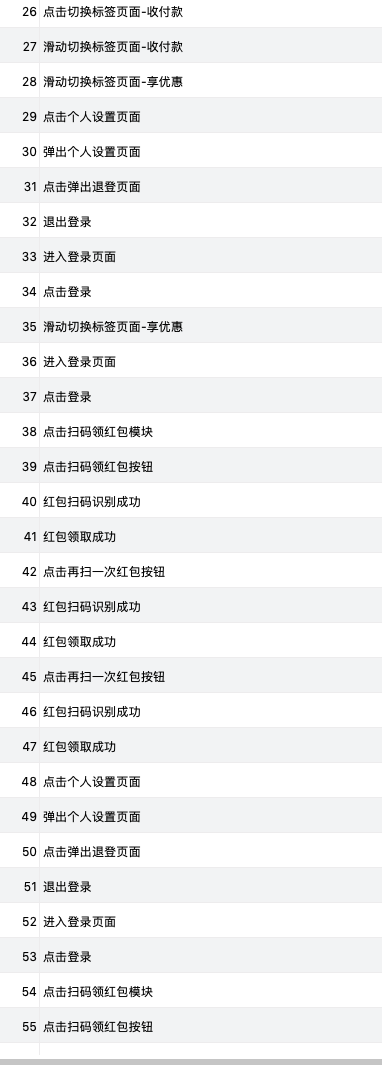 26 点击切换标签页面-收付款
27 滑动切换标签页面-收付款
28 滑动切换标签页面-享优惠
29 点击个人设置页面
30 弹出个人设置页面
31 点击弹出退登页面
32 退出登录
33 进入登录页面
34 点击登录
35 滑动切换标签页面-享优惠
36 进入登录页面
37 点击登录
38 点击扫码领红包模块
39 点击扫码领红包按钮
40 红包扫码识别成功
41 红包领取成功
42 点击再扫一次红包按钮
43 红包扫码识别成功
44 红包领取成功
45 点击再扫一次红包按钮
46 红包扫码识别成功
47 红包领取成功
48 点击个人设置页面
49 弹出个人设置页面
50 点击弹出退登页面
51 退出登录
52 进入登录页面
53 点击登录
54 点击扫码领红包模块
55 点击扫码领红包按钮